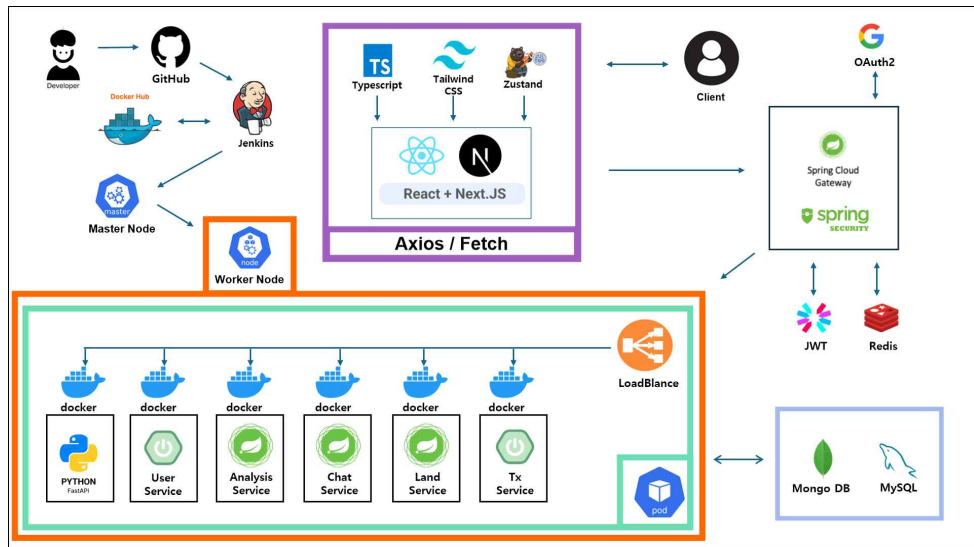 Developer
GitHub
Docker Hub
Jenkins
master
Master Node
node
Worker Node
TS
Typescript
Tailwind
CSS
Zustand
N
React + Next.JS
Axios / Fetch
Client
OAuth2
Spring Cloud
Gateway
spring
SECURITY
JWT
Redis
LoadBlance
docker
docker
docker
docker
docker
docker
PYTHON
FastAPI
User
Service
Analysis
Service
Chat
Service
Land
Service
Tx
Service
pod
Mongo DB
MySQL